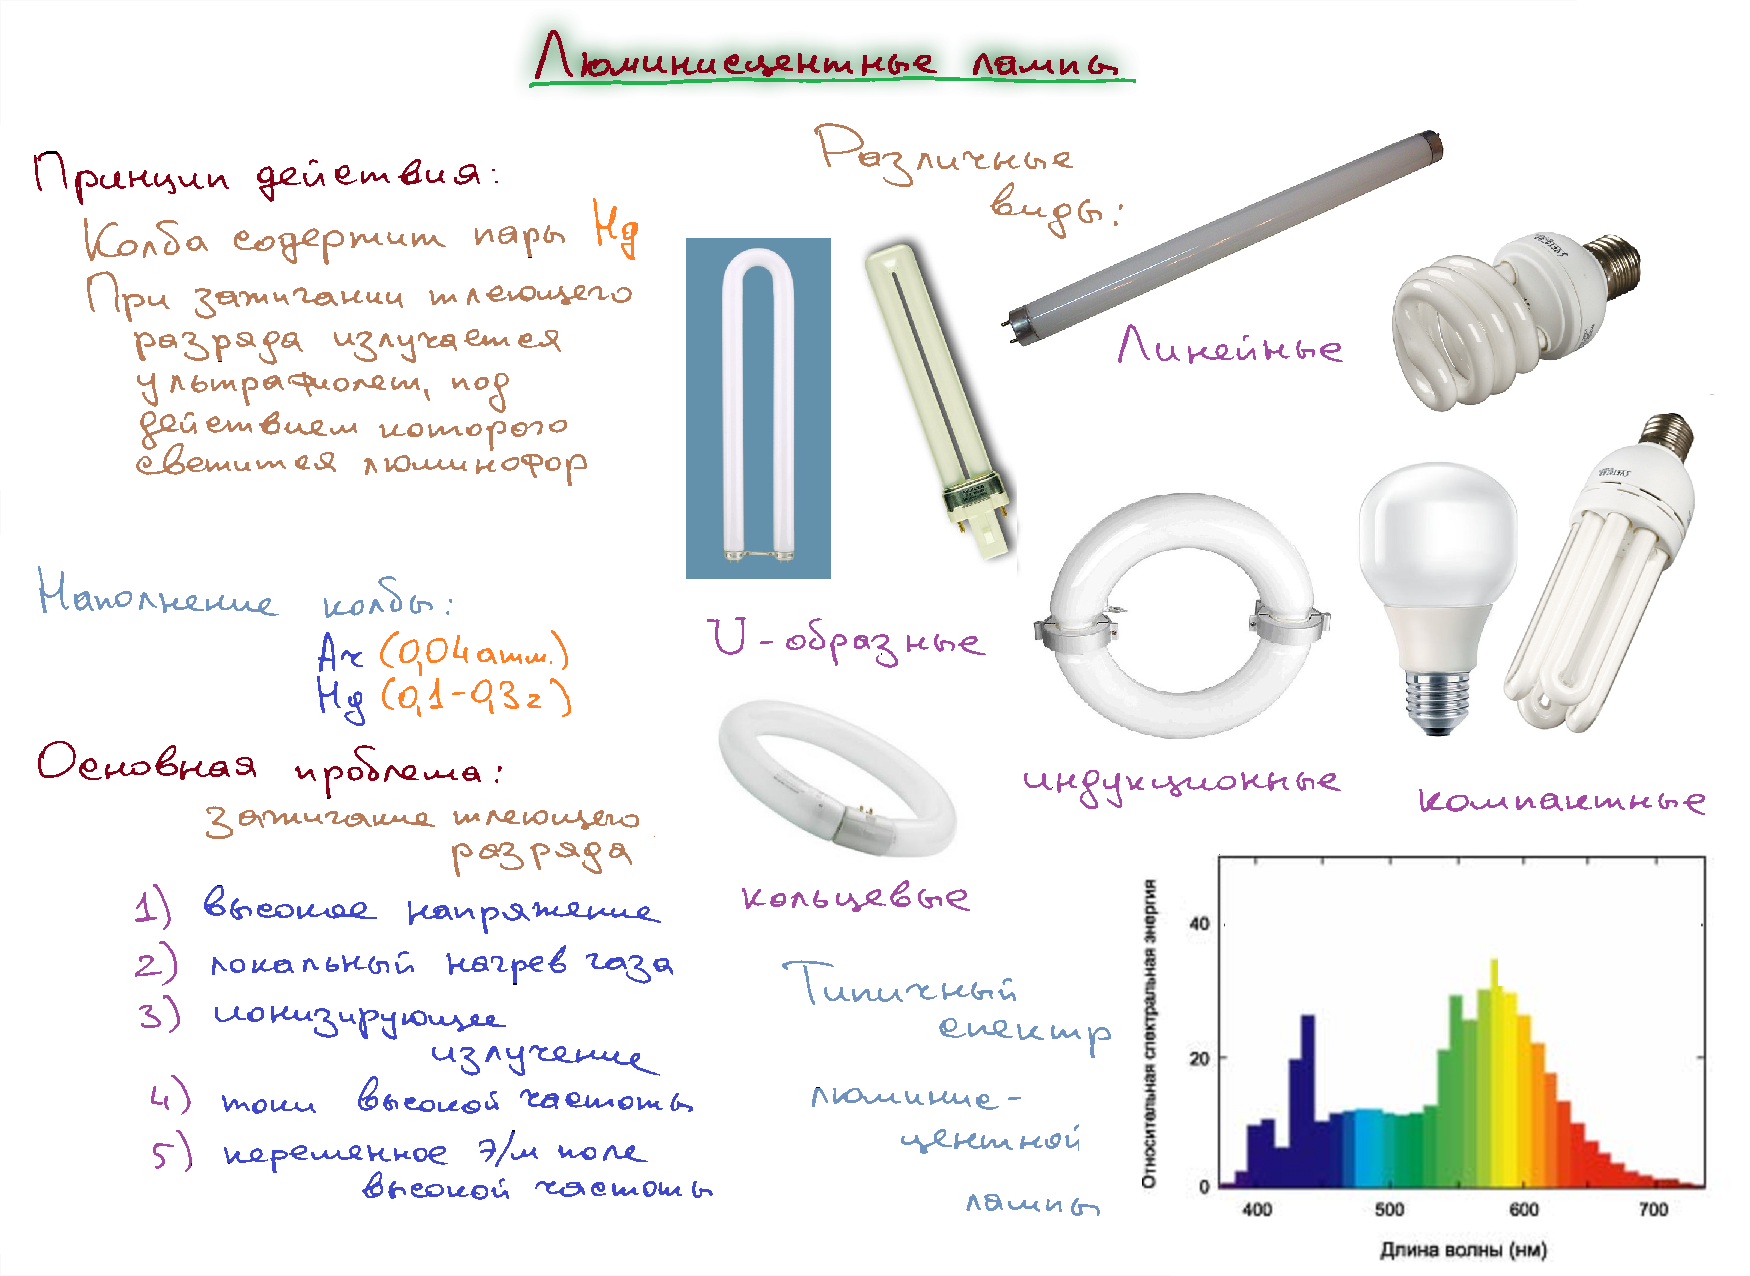 Люминисцентные лампы
Принцип действия:
Колба содержит пары Hg
При зажигании тлеющего
разряда излучается
ультрафиолет, под
действием которого
светится люминофор
Наполнение колбы:
Ar (0,04 атм.)
Hg (0,1-0,3 г)
Основная проблема:
Зажигание тлеющего
разряда
1) высокое напряжение
2) локальный нагрев газа
3) ионизирующее
излучение
4) токи высокой частоты
5) переменное э/м поле
высокой частоты
Различные
виды:
Линейные
U-образные
индукционные
компактные
кольцевые
Типичный
спектр
люминис-
центной
лампы
Относительная спектральная энергия
40
20
0
400 500 600 700
Длина волны (нм)